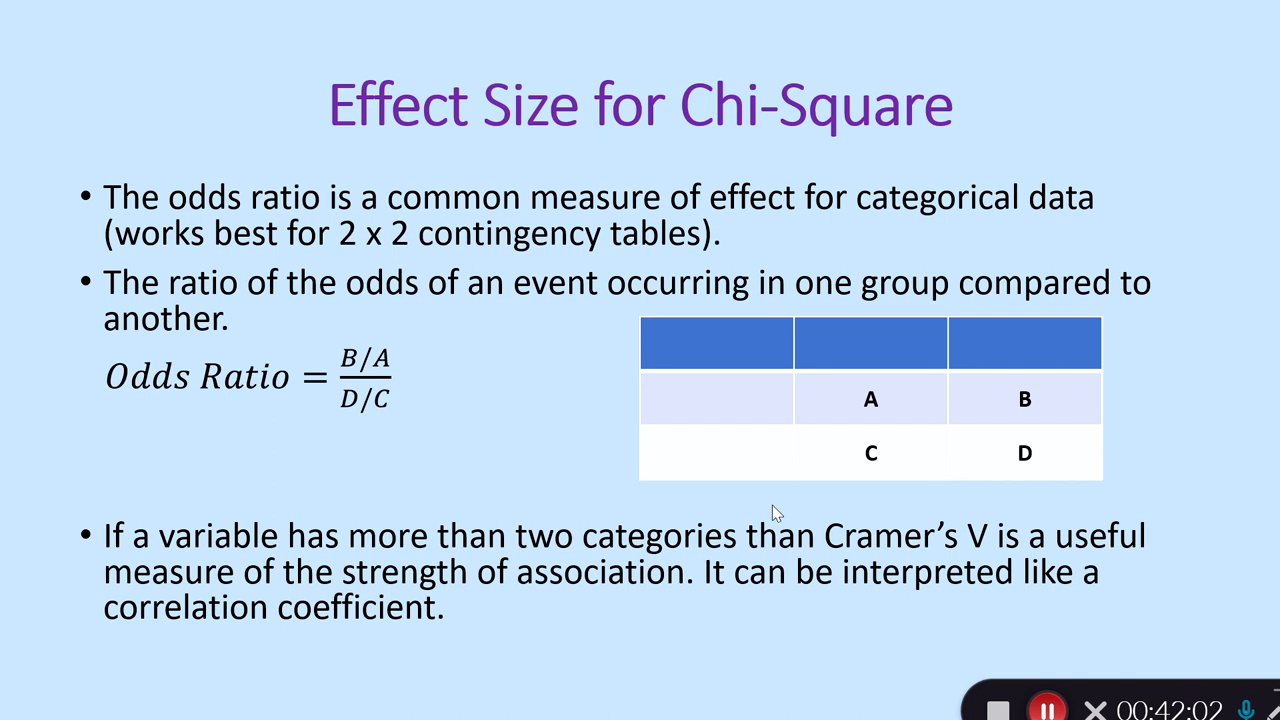 Effect Size for Chi-Square
• The odds ratio is a common measure of effect for categorical data
(works best for 2 x 2 contingency tables).
• The ratio of the odds of an event occurring in one group compared to
another.
Odds Ratio = \frac{B/A}{D/C}
A B
C D
• If a variable has more than two categories than Cramer’s V is a useful
measure of the strength of association. It can be interpreted like a
correlation coefficient.
00:42:02